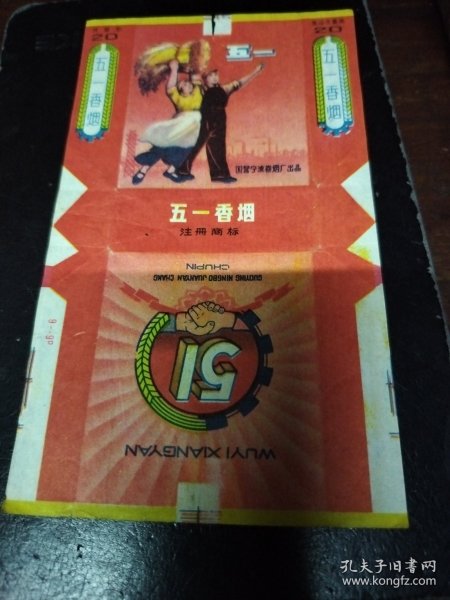 20
20
五一香烟
五一
五一香烟
国营宁波卷烟厂出品
五一香烟
注册商标
GUOYING NINGBO JUANYAN CHANG
CHUPIN
51
WUYI XIANGYAN
孔夫子旧书网
www.kongfz.com